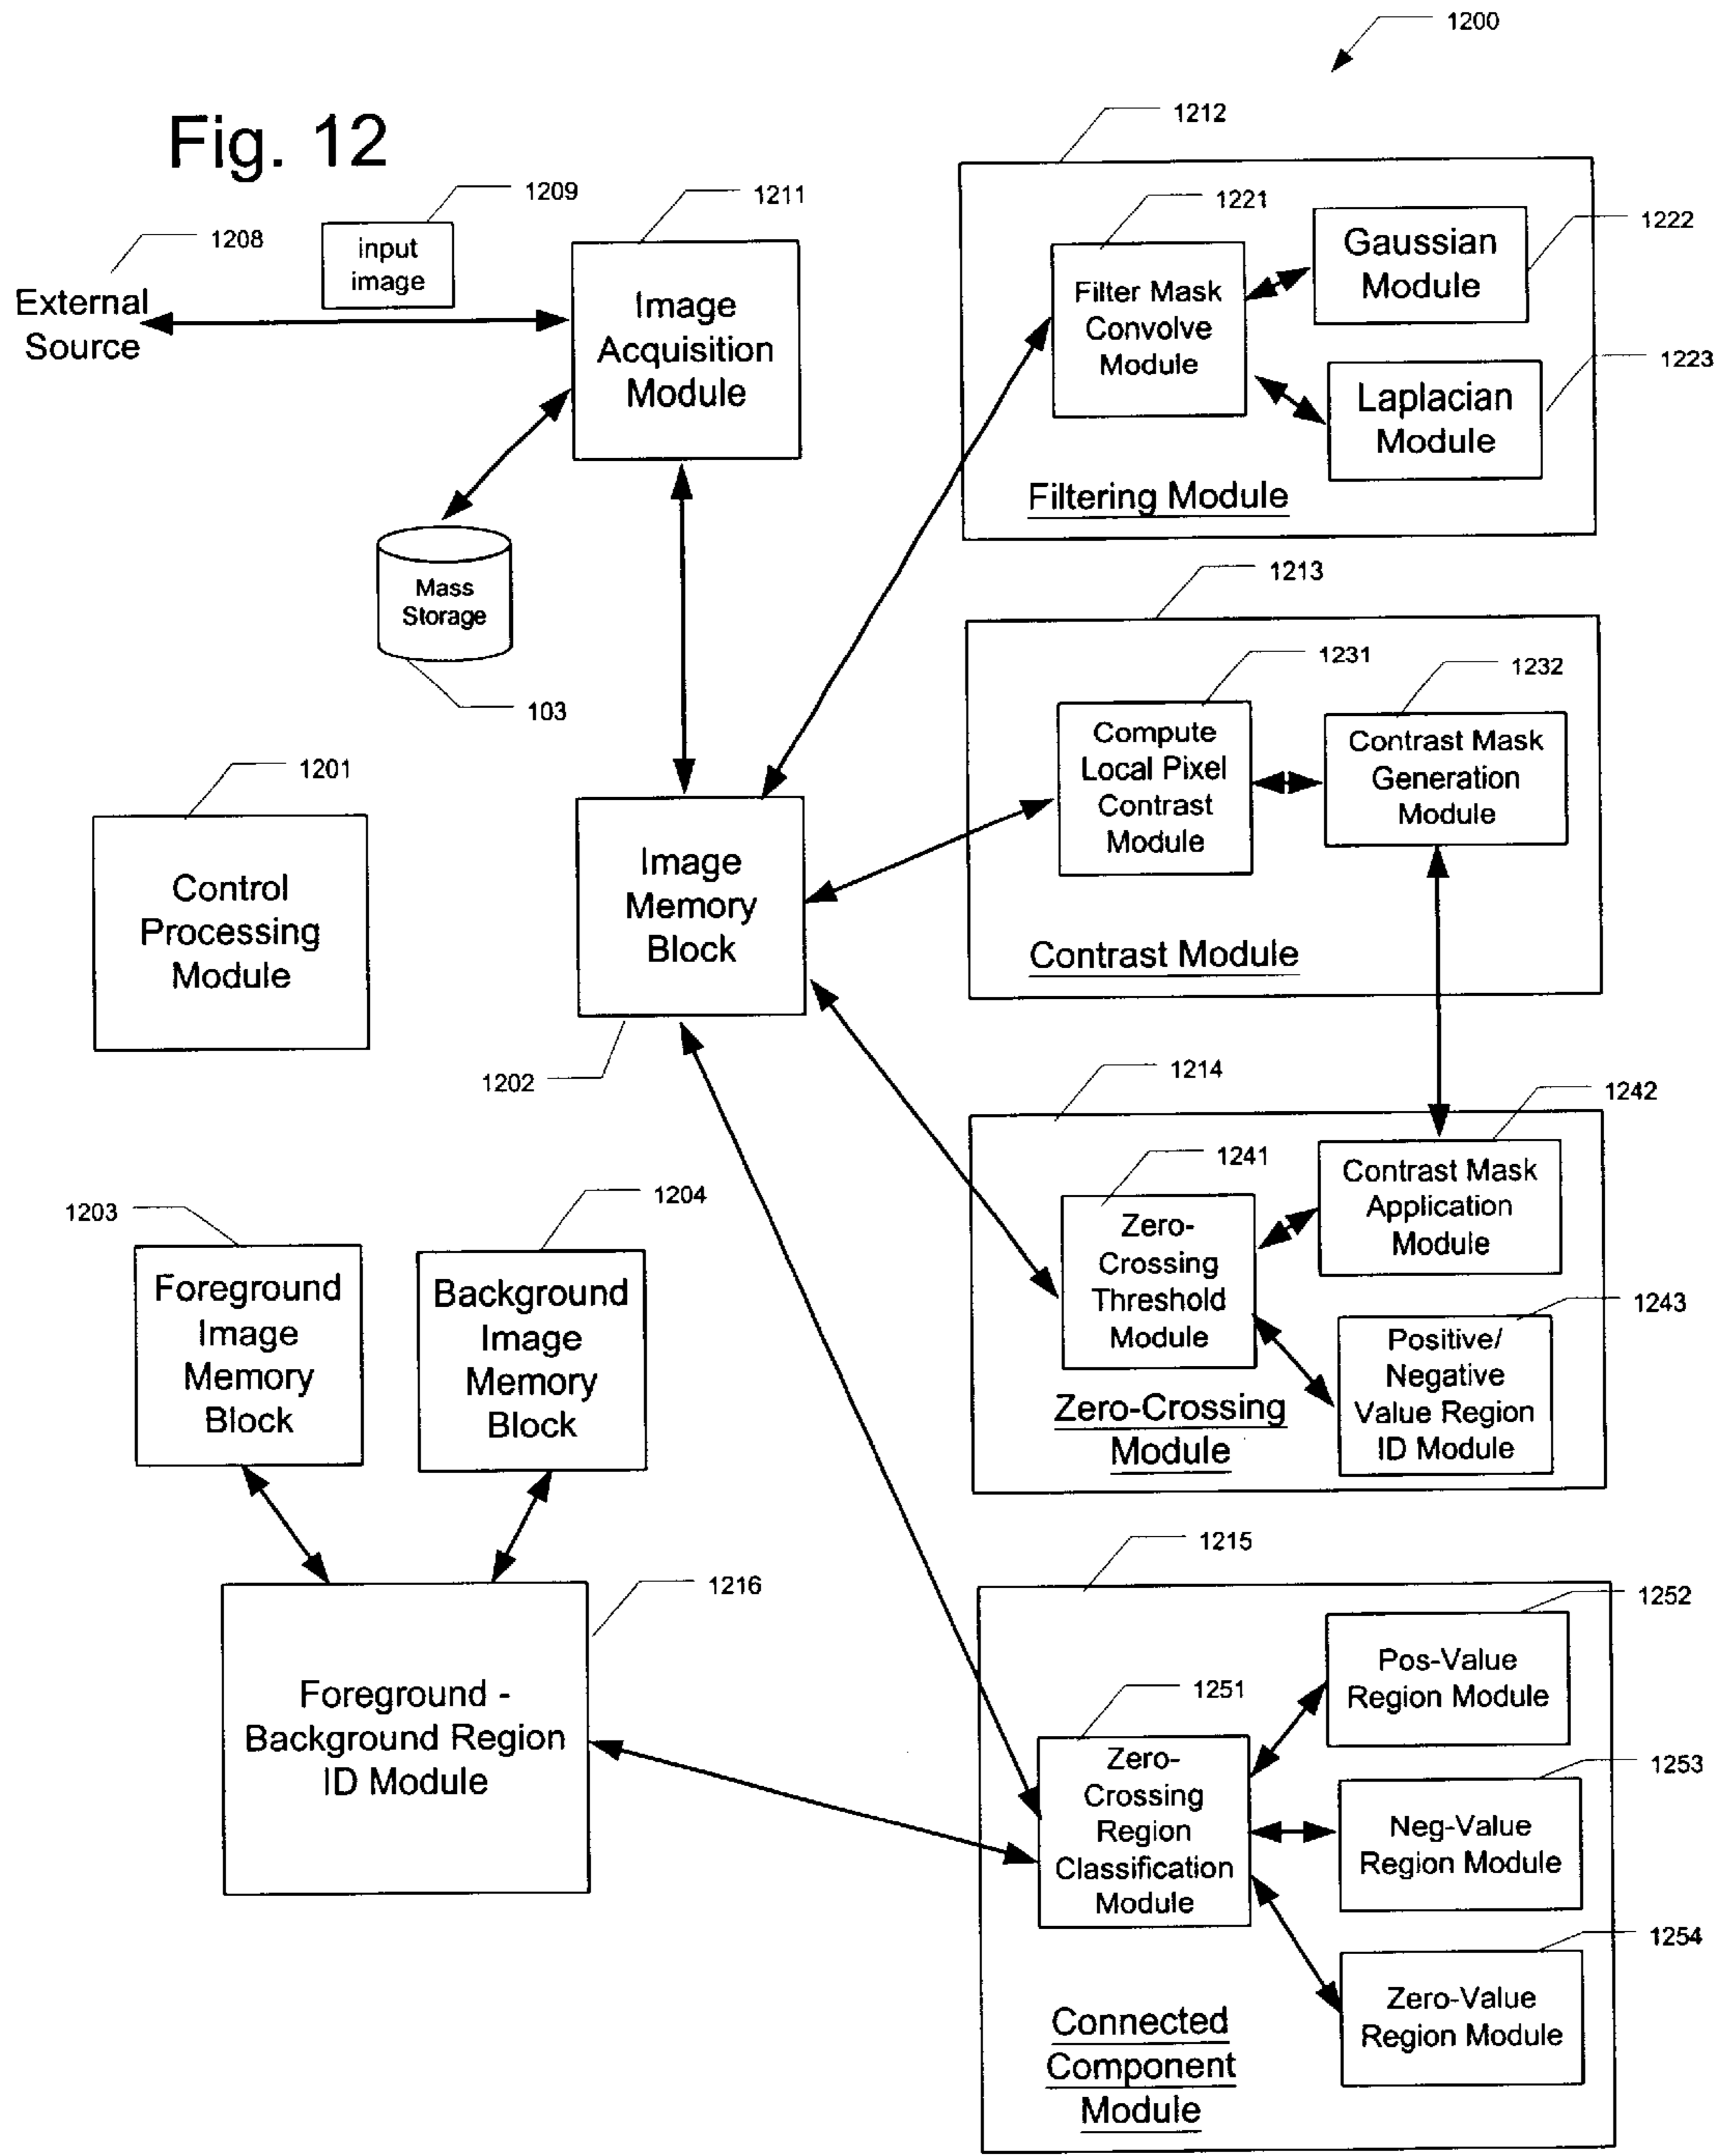 1200
Fig. 12
1208
External
Source
1209
input
image
1211
Image
Acquisition
Module
Mass
Storage
103
1212
1221
Filter Mask
Convolve
Module
Gaussian
Module
1222
Laplacian
Module
1223
Filtering Module
1213
1231
Compute
Local Pixel
Contrast
Module
1232
Contrast Mask
Generation
Module
Contrast Module
1201
Control
Processing
Module
Image
Memory
Block
1202
1214
1241
Zero-
Crossing
Threshold
Module
1242
Contrast Mask
Application
Module
1243
Positive/
Negative
Value Region
ID Module
Zero-Crossing
Module
1203
Foreground
Image
Memory
Block
1204
Background
Image
Memory
Block
1216
Foreground -
Background Region
ID Module
1215
1251
Zero-
Crossing
Region
Classification
Module
1252
Pos-Value
Region Module
1253
Neg-Value
Region Module
1254
Zero-Value
Region Module
Connected
Component
Module